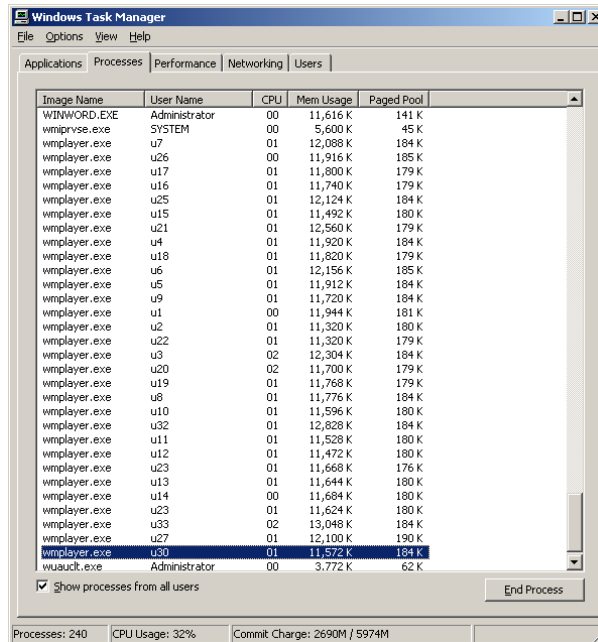 Windows Task Manager
File Options View Help
Applications Processes Performance Networking Users
Image Name User Name CPU Mem Usage Paged Pool
WINWORD.EXE Administrator 00 11,616 K 141 K
wmiprvse.exe SYSTEM 00 5,600 K 45 K
wmplayer.exe u7 01 12,088 K 184 K
wmplayer.exe u26 00 11,916 K 185 K
wmplayer.exe u17 01 11,800 K 179 K
wmplayer.exe u16 01 11,740 K 179 K
wmplayer.exe u25 01 12,124 K 184 K
wmplayer.exe u15 01 11,492 K 180 K
wmplayer.exe u21 01 12,560 K 179 K
wmplayer.exe u4 01 11,920 K 184 K
wmplayer.exe u18 01 11,820 K 179 K
wmplayer.exe u6 01 12,156 K 185 K
wmplayer.exe u5 01 11,912 K 184 K
wmplayer.exe u9 01 11,720 K 184 K
wmplayer.exe u1 00 11,944 K 181 K
wmplayer.exe u2 01 11,320 K 180 K
wmplayer.exe u22 01 11,320 K 179 K
wmplayer.exe u3 02 12,304 K 184 K
wmplayer.exe u20 02 11,700 K 179 K
wmplayer.exe u19 01 11,768 K 179 K
wmplayer.exe u8 01 11,776 K 184 K
wmplayer.exe u10 01 11,596 K 180 K
wmplayer.exe u32 01 12,828 K 184 K
wmplayer.exe u11 01 11,528 K 180 K
wmplayer.exe u12 01 11,472 K 180 K
wmplayer.exe u23 01 11,668 K 176 K
wmplayer.exe u13 01 11,644 K 180 K
wmplayer.exe u14 00 11,684 K 180 K
wmplayer.exe u23 01 11,624 K 180 K
wmplayer.exe u33 02 13,048 K 184 K
wmplayer.exe u27 01 12,100 K 190 K
wmplayer.exe u30 01 11,572 K 184 K
wuauclt.exe Administrator 00 3,772 K 62 K
Show processes from all users
End Process
Processes: 240 CPU Usage: 32% Commit Charge: 2690M / 5974M